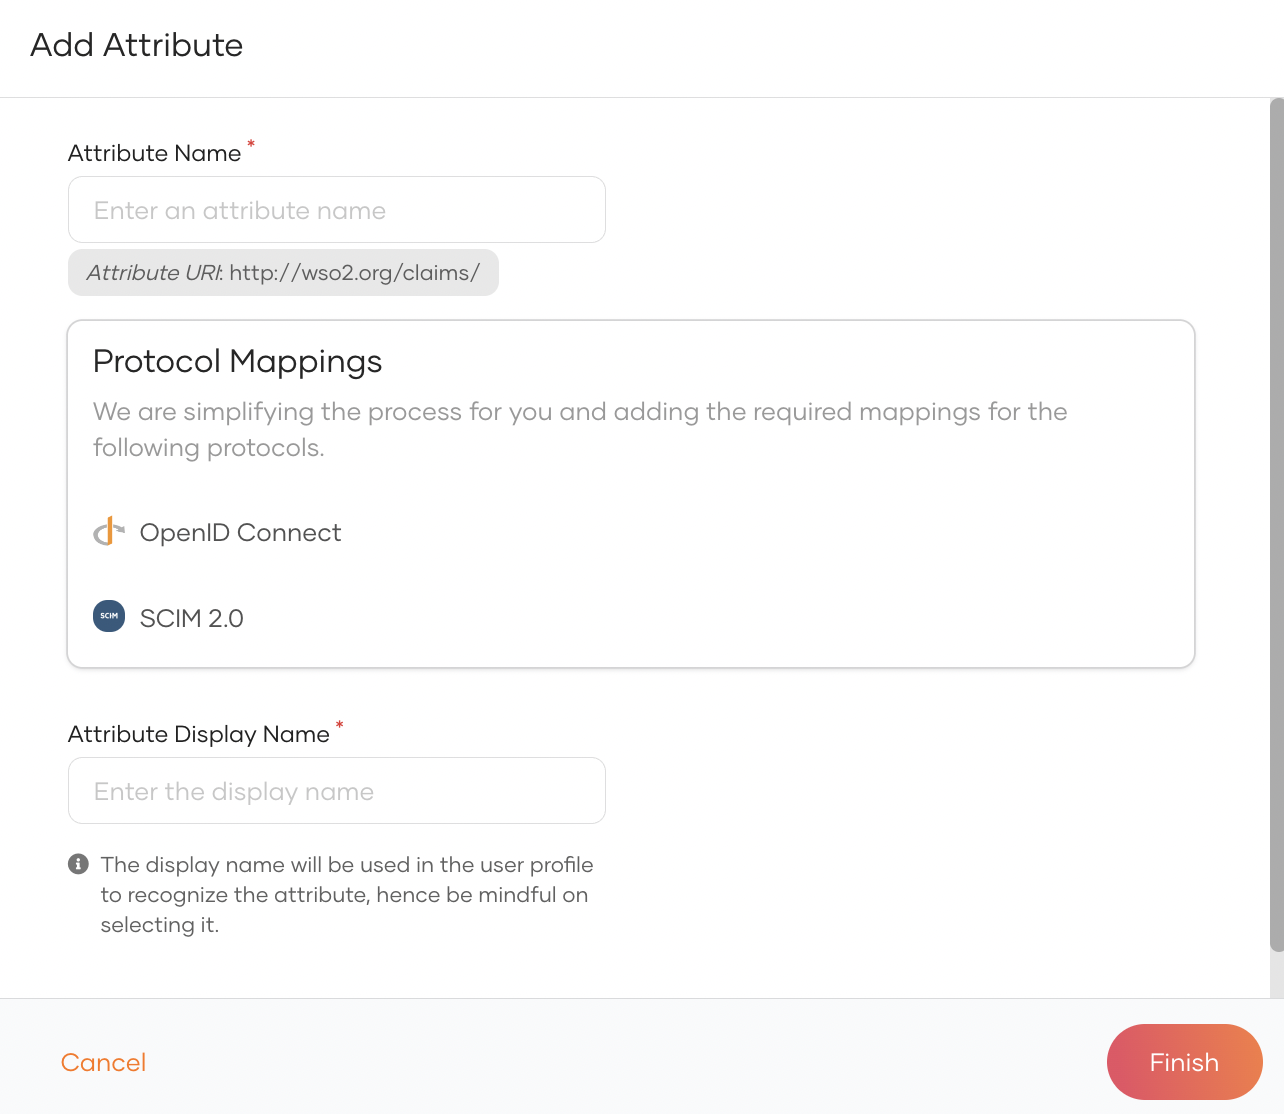 Add Attribute
Attribute Name *
Enter an attribute name
Attribute URI: http://wso2.org/claims/
Protocol Mappings
We are simplifying the process for you and adding the required mappings for the
following protocols.
OpenID Connect
SCIM SCIM 2.0
Attribute Display Name *
Enter the display name
The display name will be used in the user profile
to recognize the attribute, hence be mindful on
selecting it.
Cancel
Finish